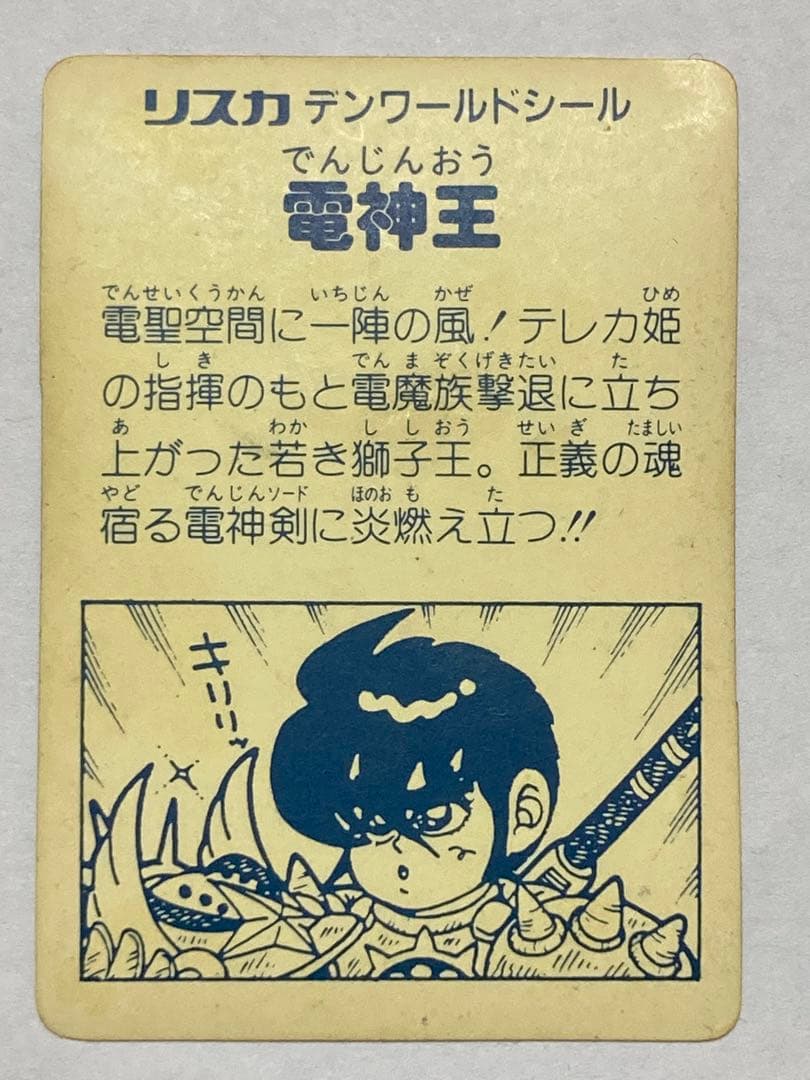 リスカ デンワールドシール
でんじんおう
電神王
でんせいくうかん いちじん かぜ ひめ
電聖空間に一陣の風!テレカ姫
しき でんまぞくげきたい た
の指揮のもと電魔族撃退に立ち
あ わか ししおう せいぎ たましい
上がった若き獅子王。正義の魂
やど でんじんソード ほのおも た
宿る電神剣に炎燃え立つ!!
キリリッ